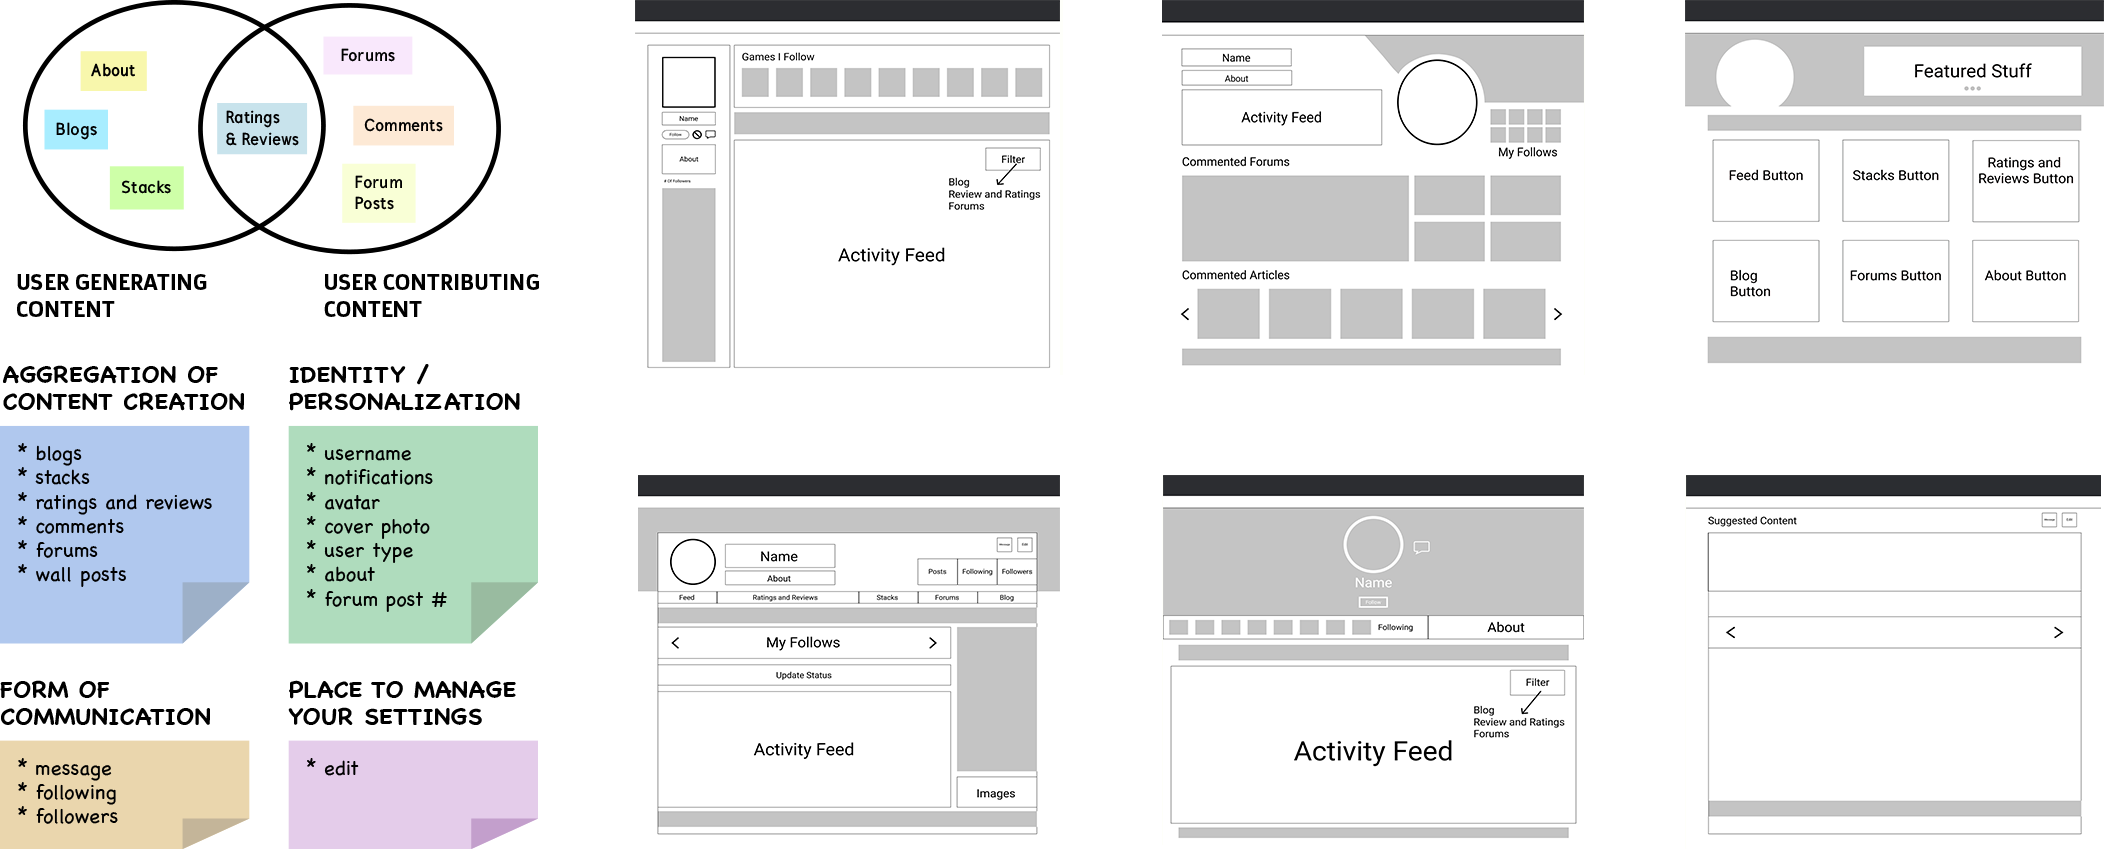 About
Blogs
Stacks
Ratings
& Reviews
Forums
Comments
Forum
Posts
USER GENERATING
CONTENT
USER CONTRIBUTING
CONTENT
AGGREGATION OF
CONTENT CREATION
* blogs
* stacks
* ratings and reviews
* comments
* forums
* wall posts
IDENTITY /
PERSONALIZATION
* username
* notifications
* avatar
* cover photo
* user type
* about
* forum post #
FORM OF
COMMUNICATION
* message
* following
* followers
PLACE TO MANAGE
YOUR SETTINGS
* edit
Games I Follow
Name
Follow
About
# Of Followers
Filter
Blog
Review and Ratings
Forums
Activity Feed
Name
About
Activity Feed
My Follows
Commented Forums
Commented Articles
Featured Stuff
Feed Button
Stacks Button
Ratings and
Reviews Button
Blog
Button
Forums Button
About Button
Name
About
Message
Edit
Posts
Following
Followers
Feed
Ratings and Reviews
Stacks
Forums
Blog
My Follows
Update Status
Activity Feed
Images
Name
Follow
Following
About
Filter
Blog
Review and Ratings
Forums
Activity Feed
Suggested Content
Message
Edit